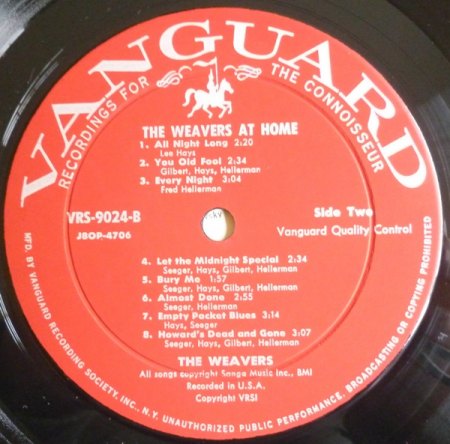 VANGUARD
RECORDINGS FOR THE CONNOISSEUR
THE WEAVERS AT HOME
1. All Night Long 2:20
Lee Hays
2. You Old Fool 2:34
Gilbert, Hays, Hellerman
3. Every Night 3:04
Fred Hellerman
VRS-9024-B
Side Two
J8OP-4706
Vanguard Quality Control
4. Let the Midnight Special 2:34
Seeger, Hays, Gilbert, Hellerman
5. Bury Me 1:57
Seeger, Hays, Gilbert, Hellerman
6. Almost Done 2:55
Seeger, Hellerman
7. Empty Pocket Blues 3:14
Hays, Seeger
8. Howard's Dead and Gone 3:07
Seeger, Hays, Gilbert, Hellerman
THE WEAVERS
All songs copyright Songs Music Inc., BMI
Recorded in U.S.A.
Copyright VRSI
MFD. BY VANGUARD RECORDING SOCIETY, INC., N.Y. UNAUTHORIZED PUBLIC PERFORMANCE, BROADCASTING OR COPYING PROHIBITED